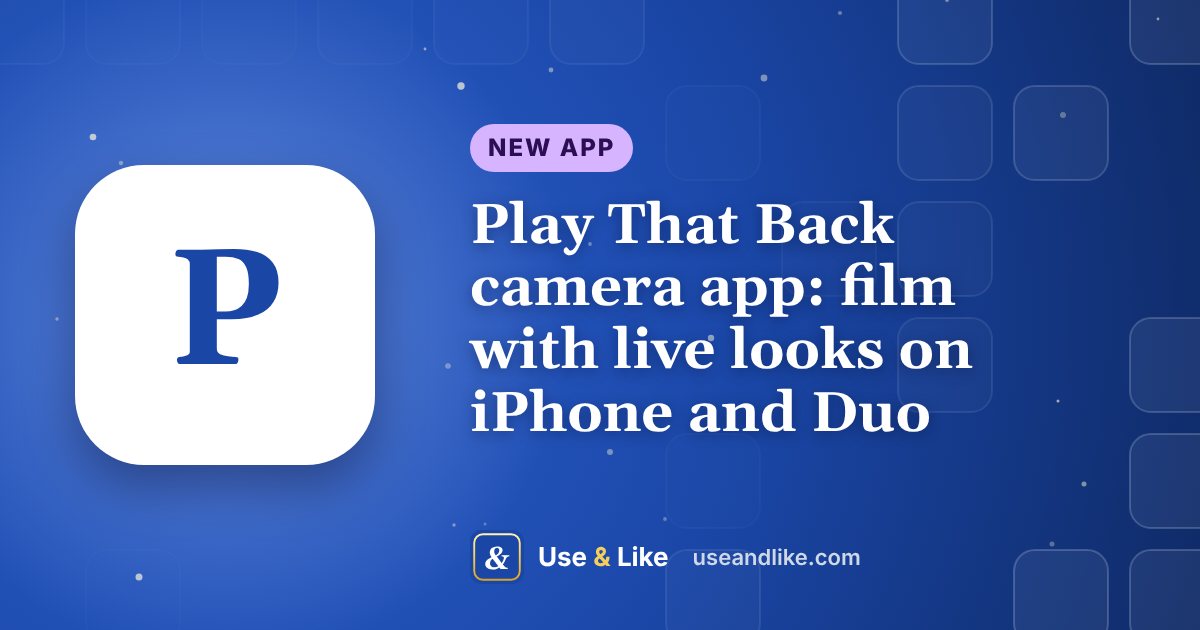 P
NEW APP
Play That Back
camera app: film
with live looks on
iPhone and Duo
& Use & Like useandlike.com